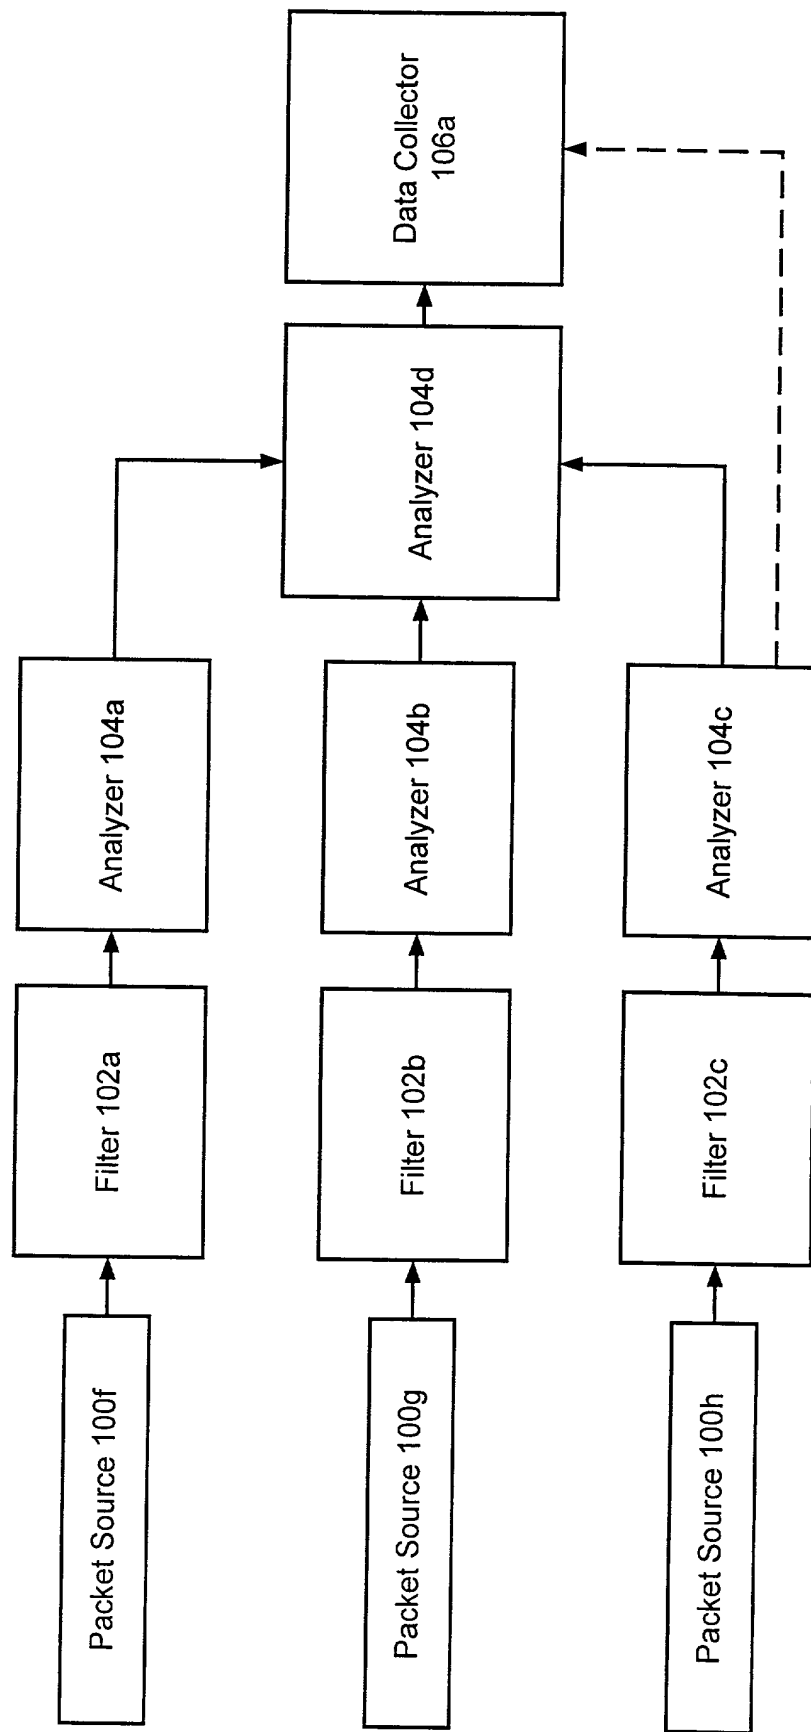 Packet Source 100f
Filter 102a
Analyzer 104a
Packet Source 100g
Filter 102b
Analyzer 104b
Analyzer 104d
Data Collector
106a
Packet Source 100h
Filter 102c
Analyzer 104c